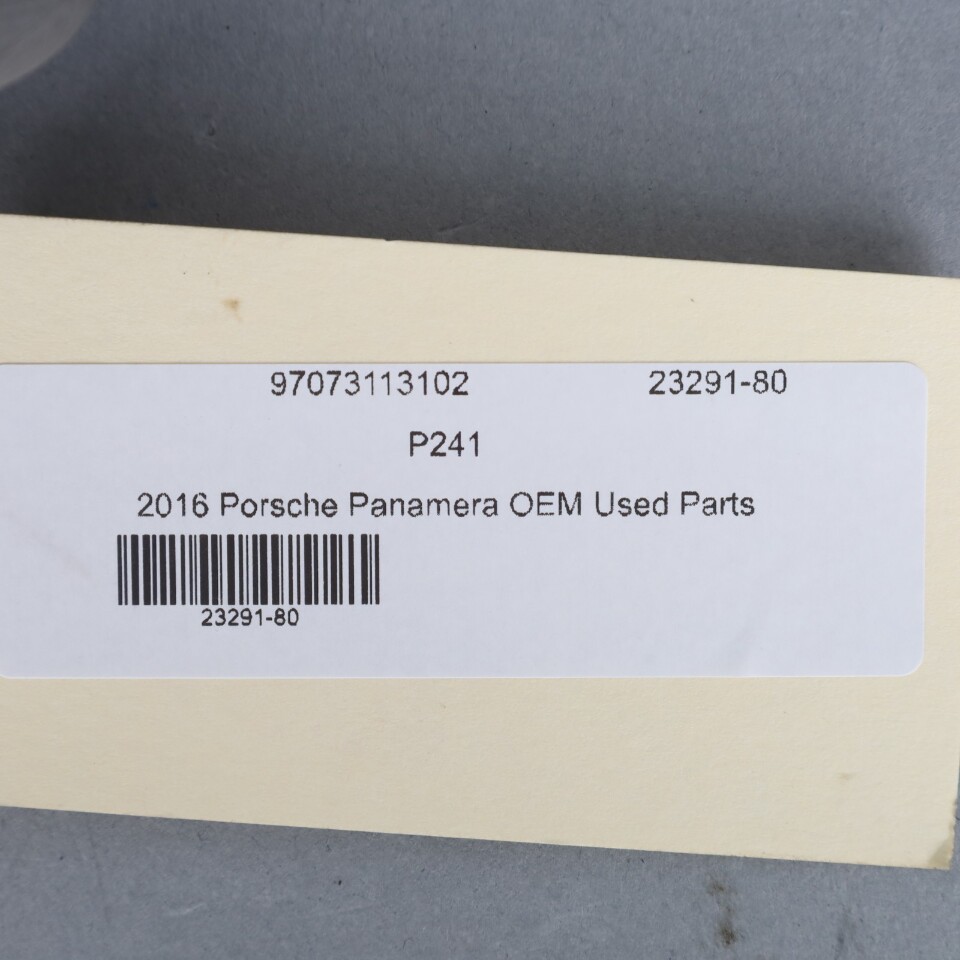 97073113102 23291-80
P241
2016 Porsche Panamera OEM Used Parts
23291-80